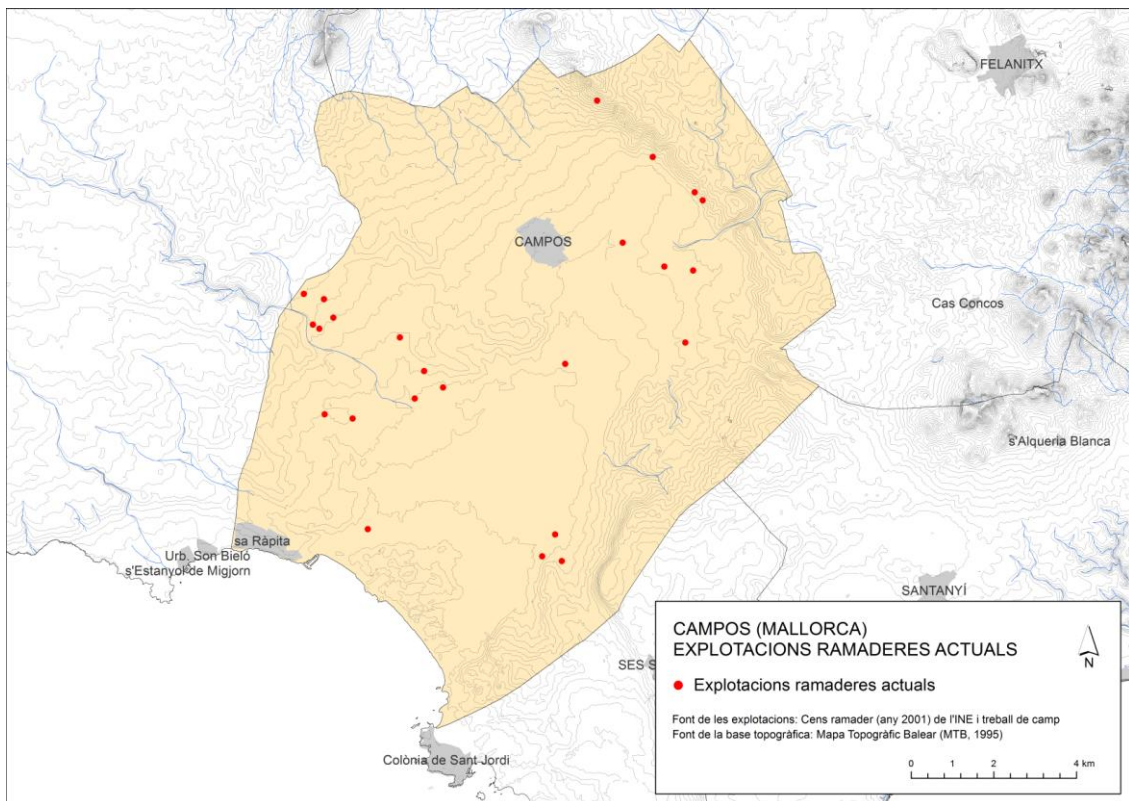 FELANITX
CAMPOS
Cas Concos
s'Alqueria Blanca
sa Ràpita
Urb. Son Bieló
s'Estanyol de Migjorn
SANTANYÍ
SES S
Colònia de Sant Jordi
CAMPOS (MALLORCA)
EXPLOTACIONS RAMADERES ACTUALS
N
Explotacions ramaderes actuals
Font de les explotacions: Cens ramader (any 2001) de l'INE i treball de camp
Font de la base topogràfica: Mapa Topogràfic Balear (MTB, 1995)
0 1 2 4 km